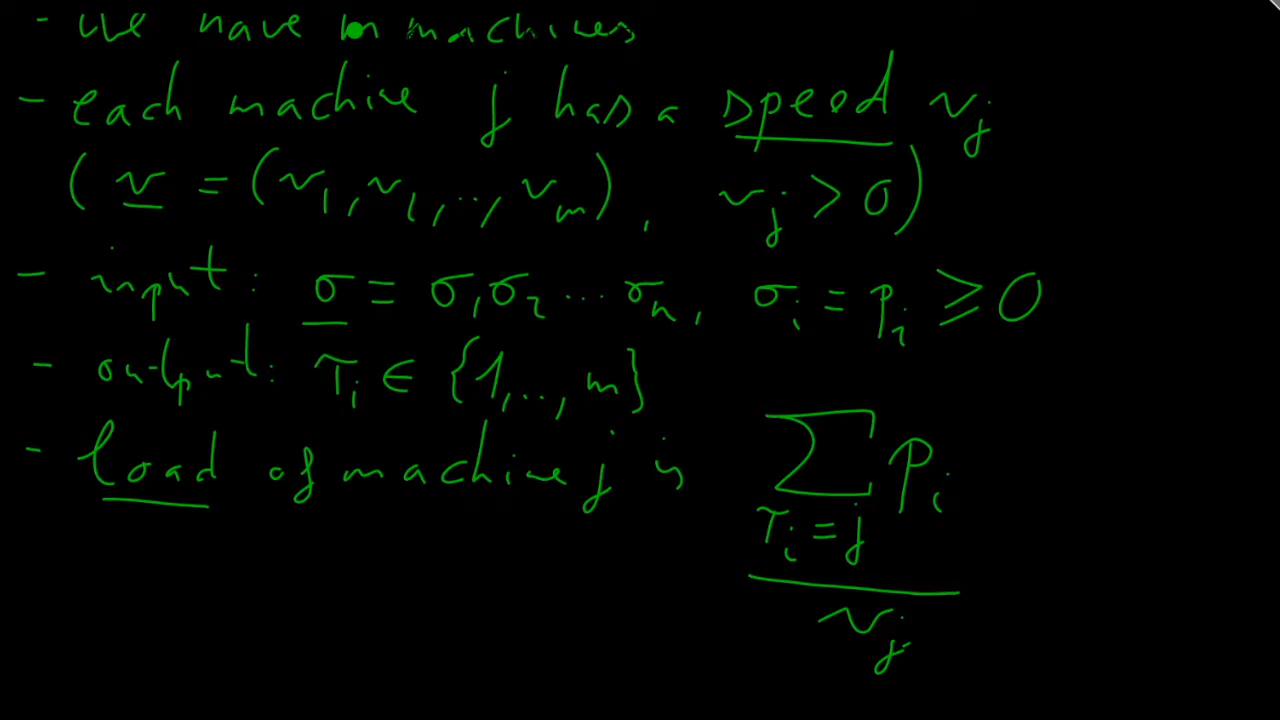 - we have m machines
- each machine j has a speed v_j
(v = (v_1, v_2, .., v_m), v_j > 0)
- input: σ = σ_1 σ_2 ... σ_n, σ_i = p_i ≥ 0
- output: τ_i ∈ {1, .., m}
- load of machine j is ∑_{τ_i = j} p_i / v_j